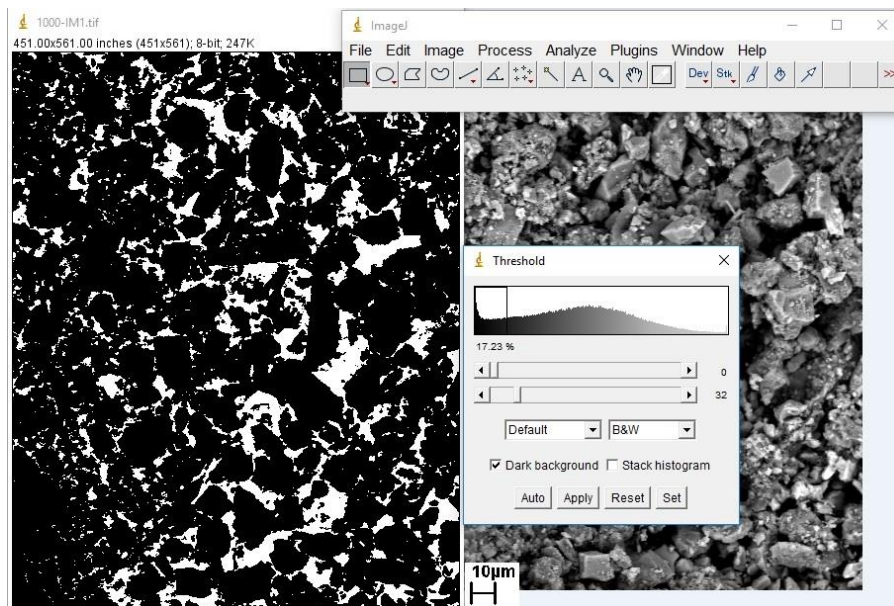 1000-IM1.tif
451.00x561.00 inches (451x561); 8-bit; 247K
ImageJ
File Edit Image Process Analyze Plugins Window Help
A Dev Stk >>
Threshold
17.23 %
0
32
Default B&W
Dark background Stack histogram
Auto Apply Reset Set
10μm